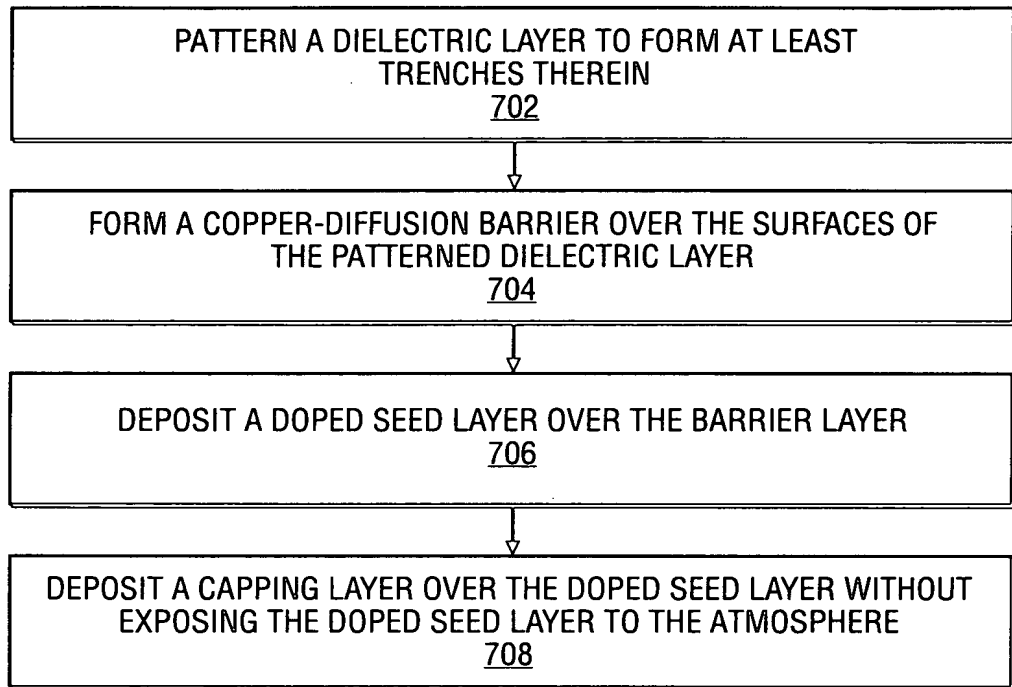 PATTERN A DIELECTRIC LAYER TO FORM AT LEAST
TRENCHES THEREIN
702
FORM A COPPER-DIFFUSION BARRIER OVER THE SURFACES OF
THE PATTERNED DIELECTRIC LAYER
704
DEPOSIT A DOPED SEED LAYER OVER THE BARRIER LAYER
706
DEPOSIT A CAPPING LAYER OVER THE DOPED SEED LAYER WITHOUT
EXPOSING THE DOPED SEED LAYER TO THE ATMOSPHERE
708